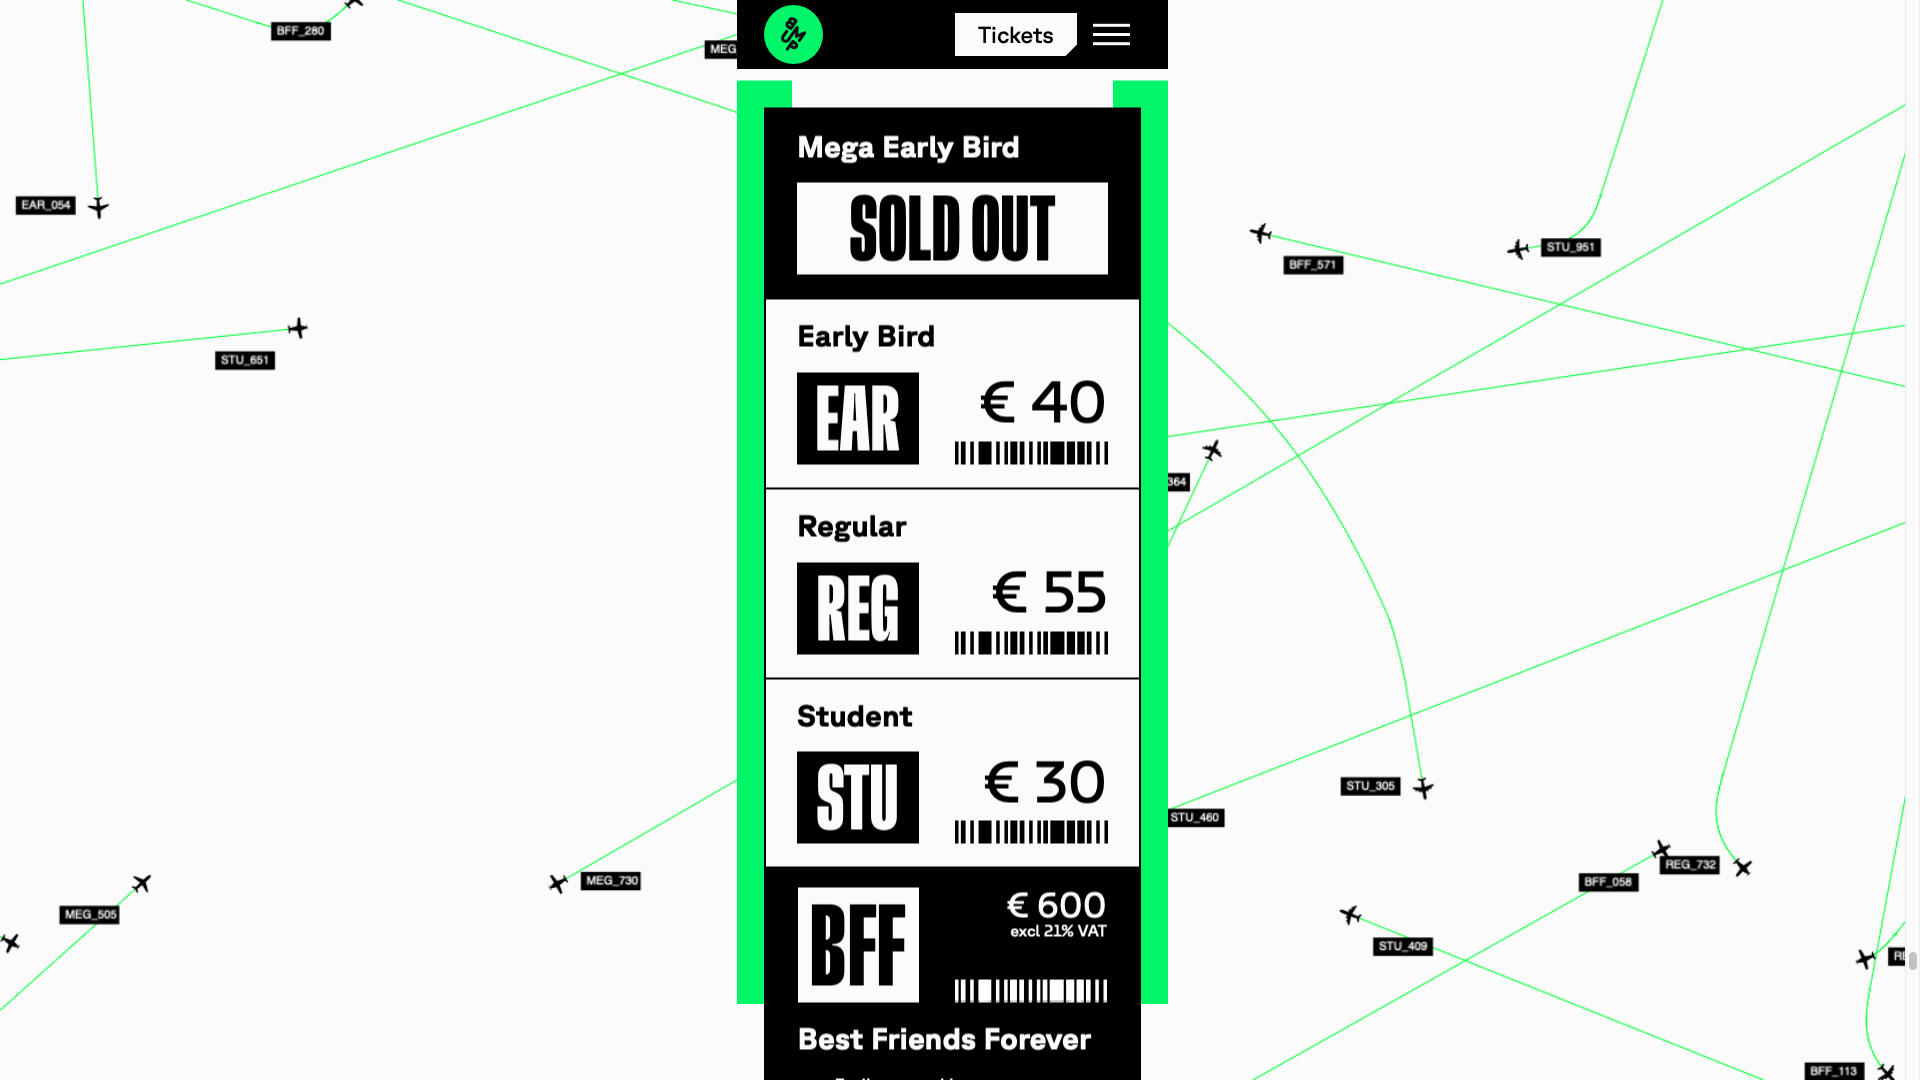 BFF_280
MEG
BUMP
Tickets
Mega Early Bird
SOLD OUT
EAR_054
STU_951
BFF_571
Early Bird
STU_651
EAR
€ 40
364
Regular
REG
€ 55
Student
STU
€ 30
STU_305
STU_460
REG_732
MEG_730
BFF_058
MEG_505
BFF
€ 600
excl 21% VAT
STU_409
RE
Best Friends Forever
BFF_113